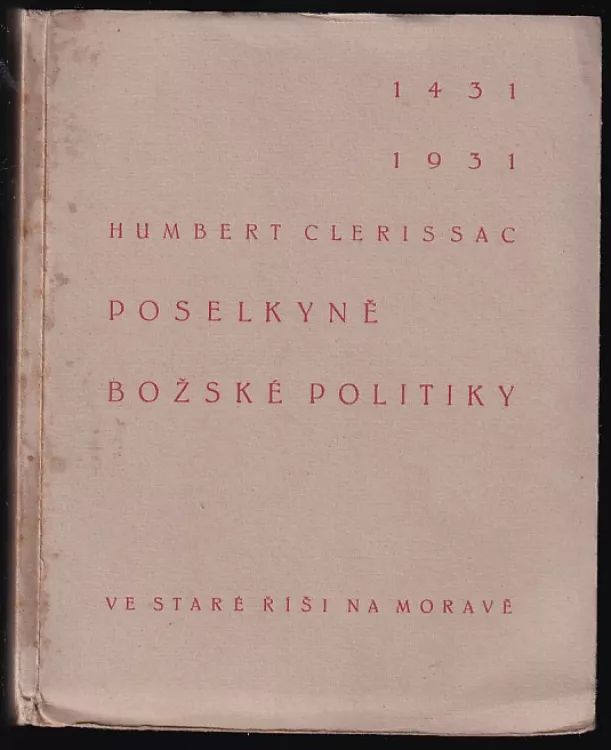 1431
1931
HUMBERT CLERISSAC
POSELKYNĚ
BOŽSKÉ POLITIKY
VE STARÉ ŘÍŠI NA MORAVĚ